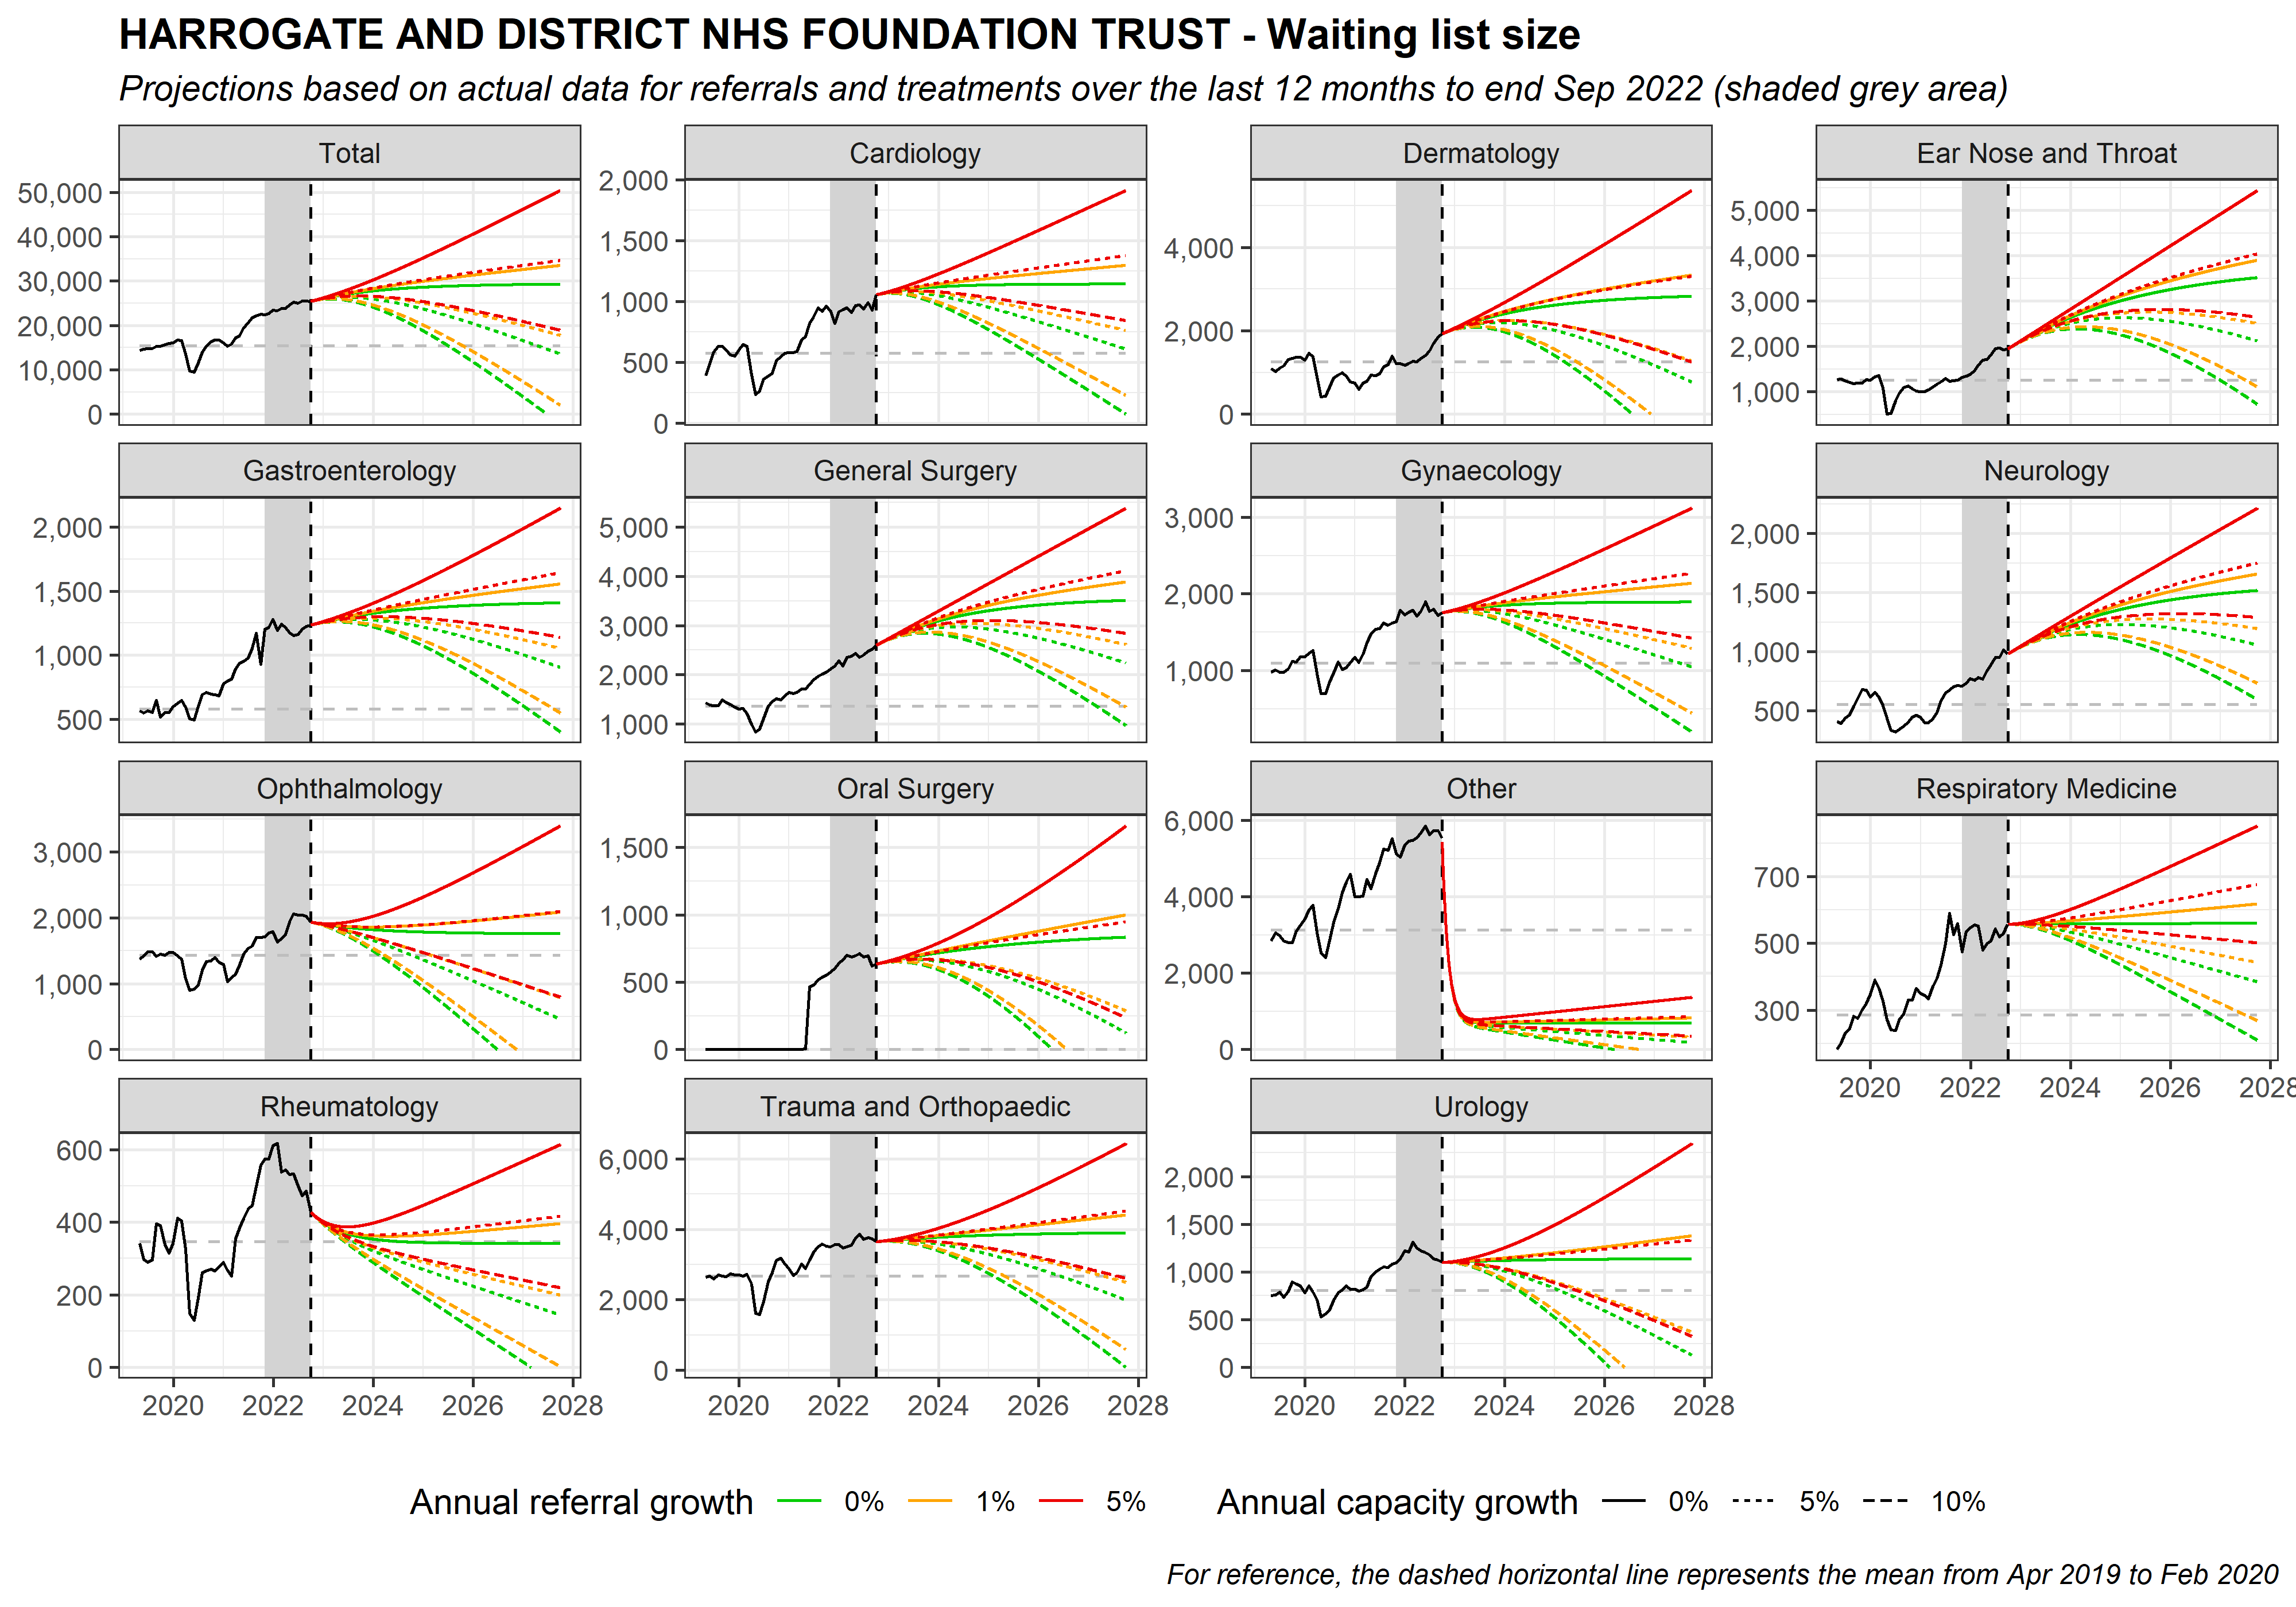 HARROGATE AND DISTRICT NHS FOUNDATION TRUST - Waiting list size
Projections based on actual data for referrals and treatments over the last 12 months to end Sep 2022 (shaded grey area)
Total
50,000
40,000
30,000
20,000
10,000
0
Cardiology
2,000
1,500
1,000
500
0
Dermatology
4,000
2,000
0
Ear Nose and Throat
5,000
4,000
3,000
2,000
1,000
Gastroenterology
2,000
1,500
1,000
500
General Surgery
5,000
4,000
3,000
2,000
1,000
Gynaecology
3,000
2,000
1,000
Neurology
2,000
1,500
1,000
500
Ophthalmology
3,000
2,000
1,000
0
Oral Surgery
1,500
1,000
500
0
Other
6,000
4,000
2,000
0
Respiratory Medicine
700
500
300
2020 2022 2024 2026 2028
Rheumatology
600
400
200
0
2020 2022 2024 2026 2028
Trauma and Orthopaedic
6,000
4,000
2,000
0
2020 2022 2024 2026 2028
Urology
2,000
1,500
1,000
500
0
2020 2022 2024 2026 2028
Annual referral growth 0% 1% 5% Annual capacity growth 0% 5% 10%
For reference, the dashed horizontal line represents the mean from Apr 2019 to Feb 2020